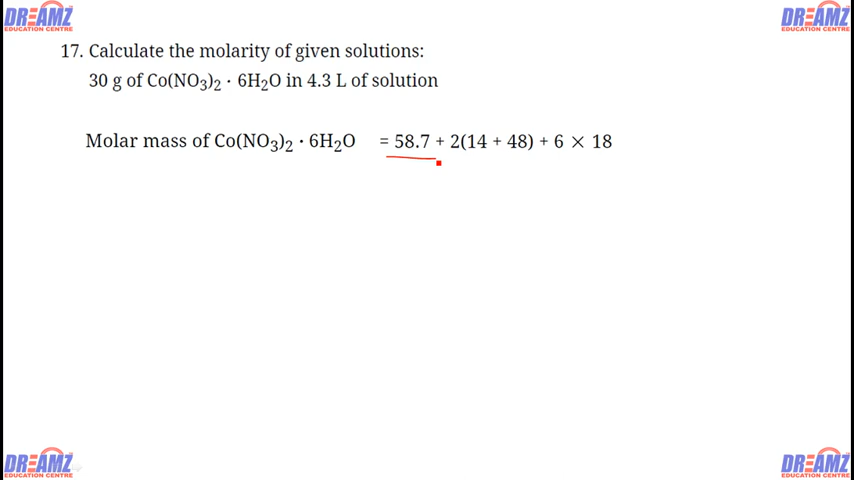 DREAMZ
EDUCATION CENTRE
DREAMZ
EDUCATION CENTRE
17. Calculate the molarity of given solutions:
30 g of Co(NO₃)₂ · 6H₂O in 4.3 L of solution
Molar mass of Co(NO₃)₂ · 6H₂O = 58.7 + 2(14 + 48) + 6 × 18
DREAMZ
EDUCATION CENTRE
DREAMZ
EDUCATION CENTRE